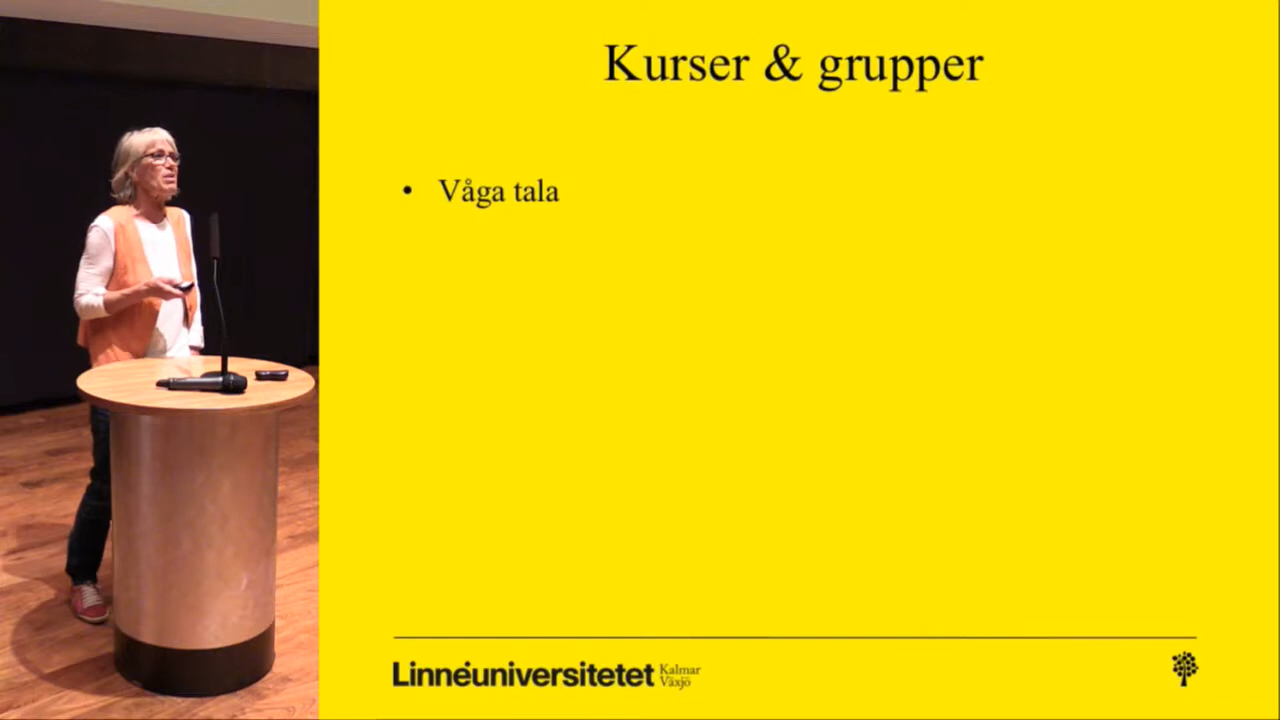 Kurser & grupper
• Våga tala
Linnéuniversitetet
Kalmar
Växjö